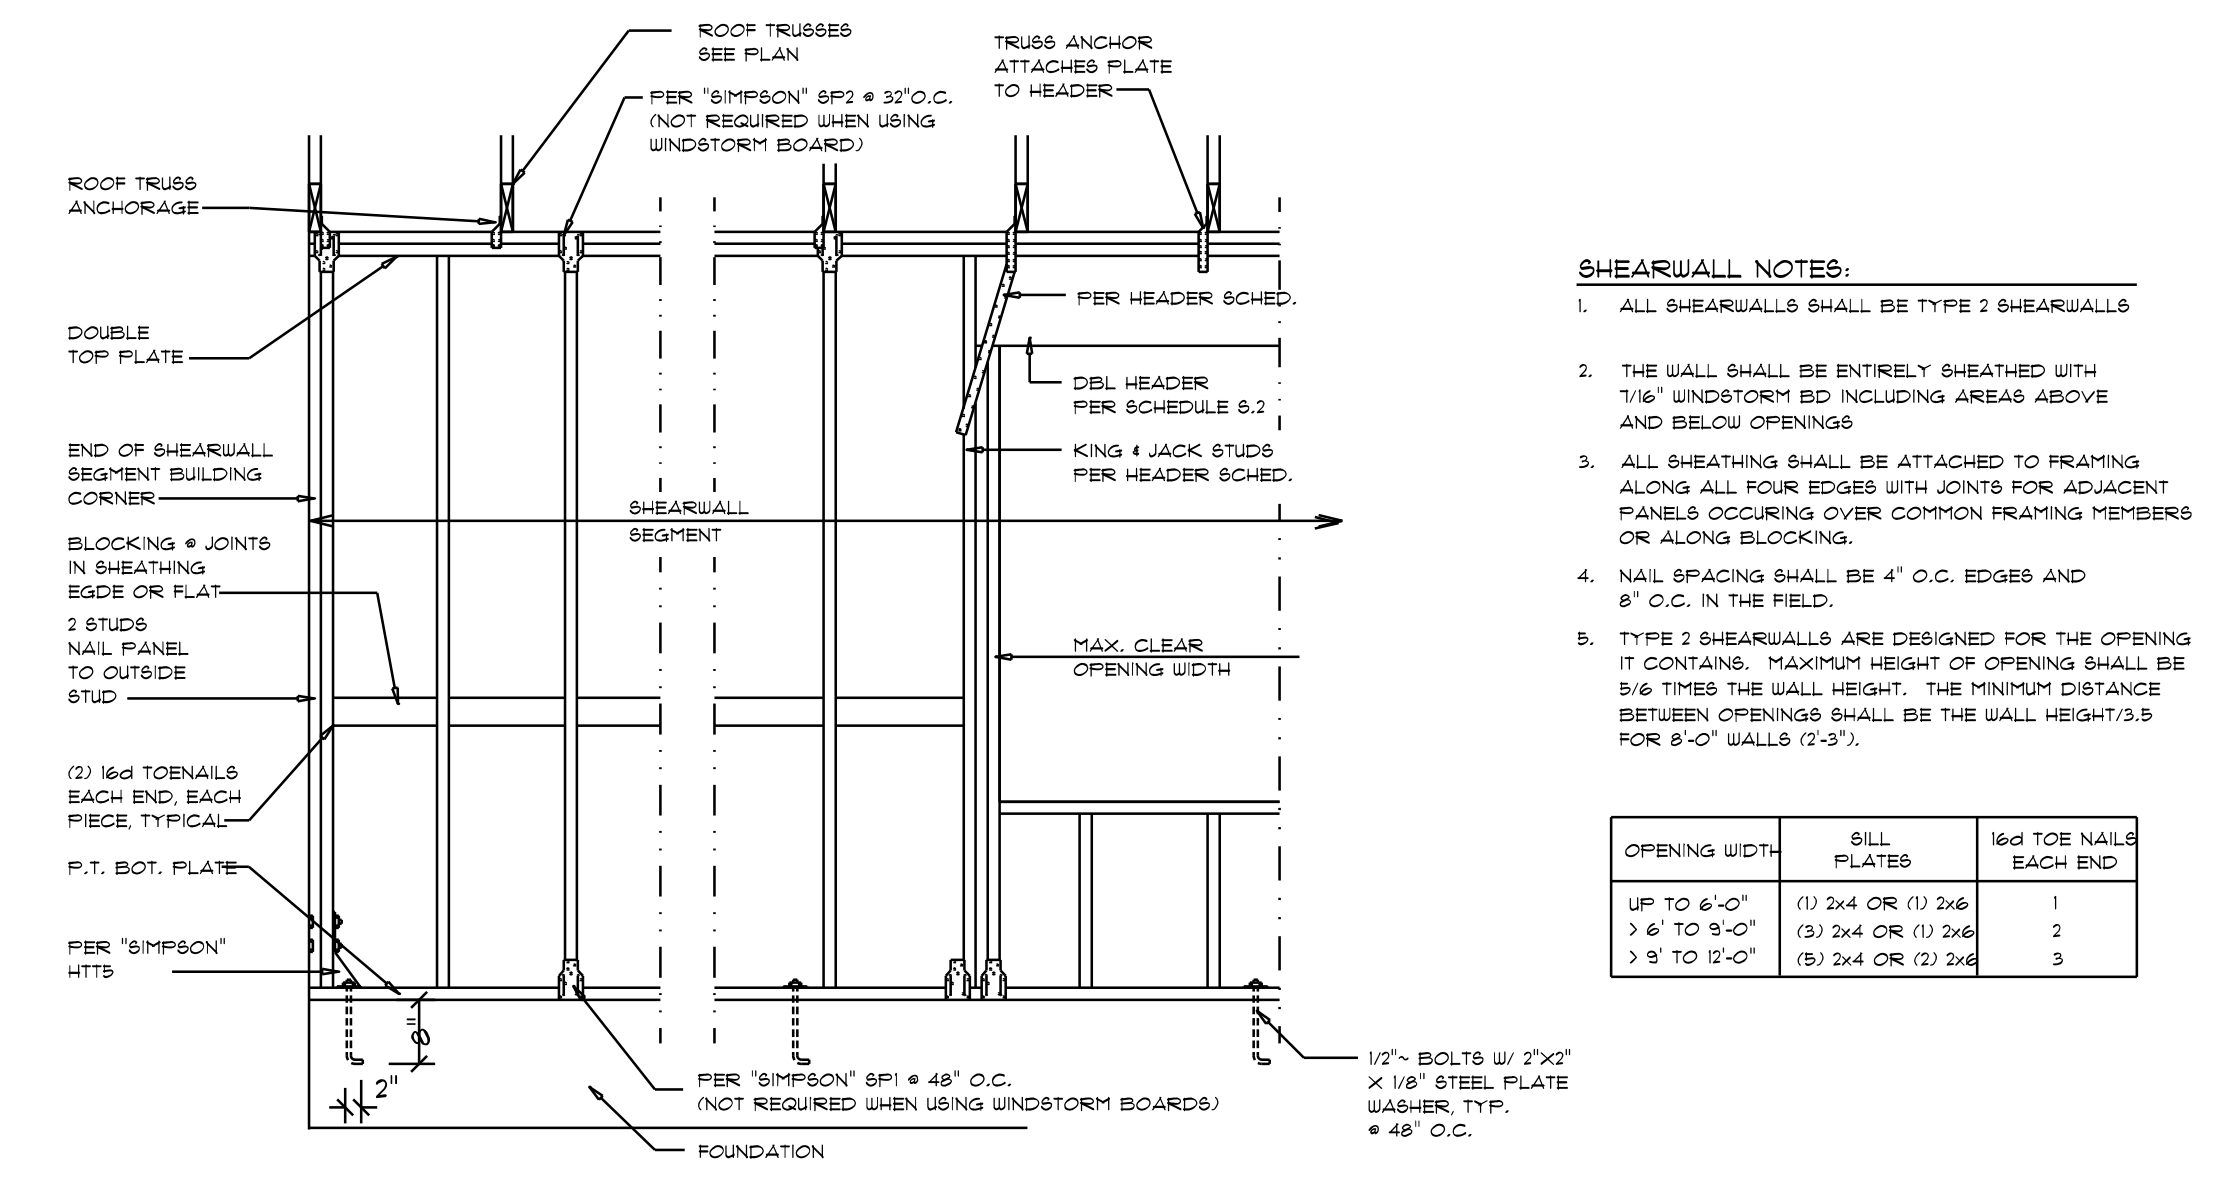 ROOF TRUSSES
SEE PLAN
TRUSS ANCHOR
ATTACHES PLATE
TO HEADER
PER "SIMPSON" SP2 @ 32"O.C.
(NOT REQUIRED WHEN USING
WINDSTORM BOARD)
ROOF TRUSS
ANCHORAGE
DOUBLE
TOP PLATE
END OF SHEARWALL
SEGMENT BUILDING
CORNER
BLOCKING @ JOINTS
IN SHEATHING
EGDE OR FLAT
2 STUDS
NAIL PANEL
TO OUTSIDE
STUD
(2) 16d TOENAILS
EACH END, EACH
PIECE, TYPICAL
P.T. BOT. PLATE
PER "SIMPSON"
HTT5
SHEARWALL
SEGMENT
PER HEADER SCHED.
DBL HEADER
PER SCHEDULE S.2
KING & JACK STUDS
PER HEADER SCHED.
MAX. CLEAR
OPENING WIDTH
8"
2"
PER "SIMPSON" SP1 @ 48" O.C.
(NOT REQUIRED WHEN USING WINDSTORM BOARDS)
FOUNDATION
1/2"~ BOLTS W/ 2"X2"
X 1/8" STEEL PLATE
WASHER, TYP.
@ 48" O.C.
SHEARWALL NOTES:
1. ALL SHEARWALLS SHALL BE TYPE 2 SHEARWALLS
2. THE WALL SHALL BE ENTIRELY SHEATHED WITH
7/16" WINDSTORM BD INCLUDING AREAS ABOVE
AND BELOW OPENINGS
3. ALL SHEATHING SHALL BE ATTACHED TO FRAMING
ALONG ALL FOUR EDGES WITH JOINTS FOR ADJACENT
PANELS OCCURING OVER COMMON FRAMING MEMBERS
OR ALONG BLOCKING.
4. NAIL SPACING SHALL BE 4" O.C. EDGES AND
8" O.C. IN THE FIELD.
5. TYPE 2 SHEARWALLS ARE DESIGNED FOR THE OPENING
IT CONTAINS. MAXIMUM HEIGHT OF OPENING SHALL BE
5/6 TIMES THE WALL HEIGHT. THE MINIMUM DISTANCE
BETWEEN OPENINGS SHALL BE THE WALL HEIGHT/3.5
FOR 8'-0" WALLS (2'-3").
OPENING WIDTH
SILL
PLATES
16d TOE NAILS
EACH END
UP TO 6'-0" (1) 2x4 OR (1) 2x6 1
> 6' TO 9'-0" (3) 2x4 OR (1) 2x6 2
> 9' TO 12'-0" (5) 2x4 OR (2) 2x6 3